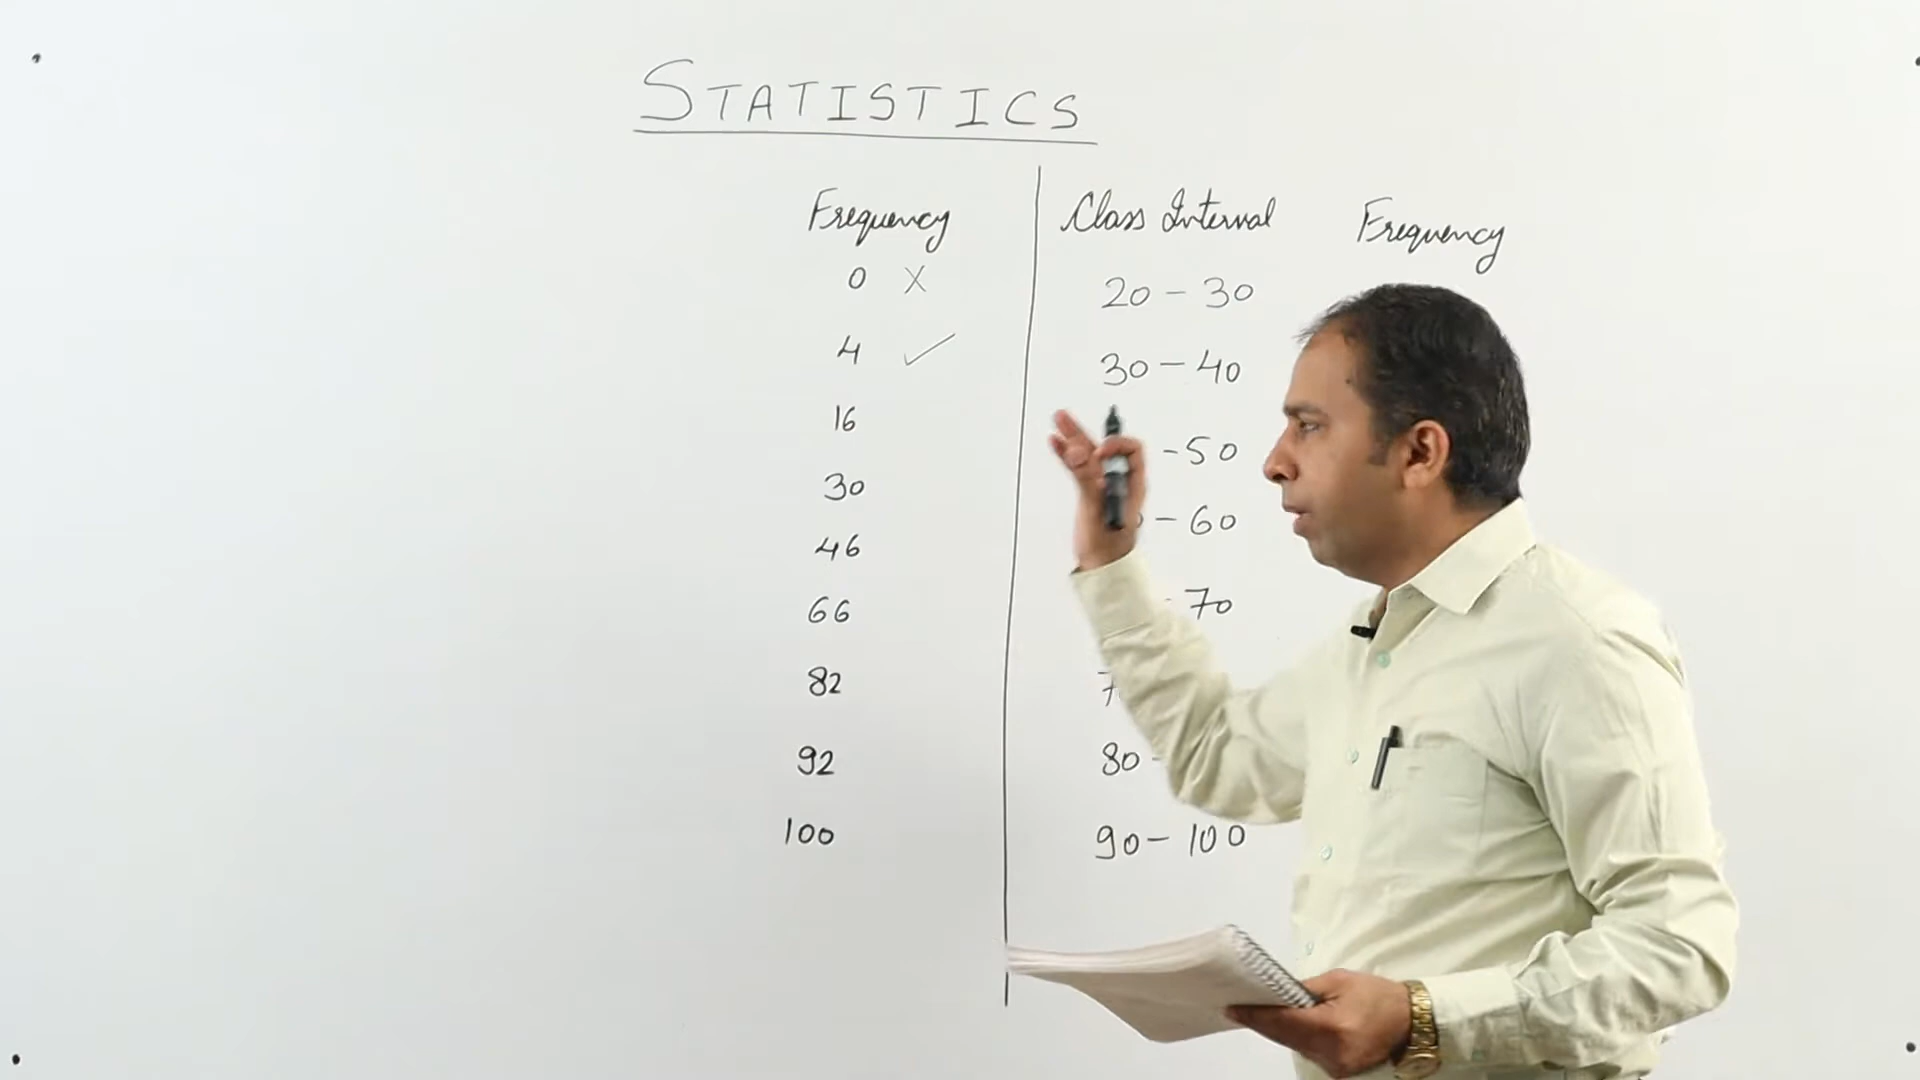 STATISTICS
Frequency
0 X
4 ✓
16
30
46
66
82
92
100
Class Interval Frequency
20 - 30
30 - 40
- 50
- 60
- 70
80 -
90 - 100